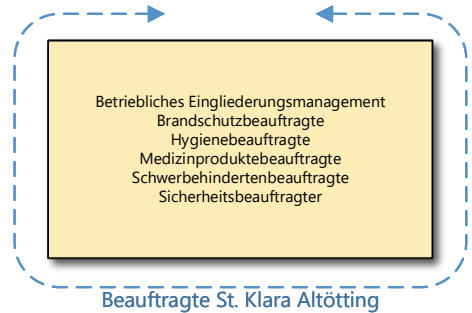 Betriebliches Eingliederungsmanagement
Brandschutzbeauftragte
Hygienebeauftragte
Medizinproduktebeauftragte
Schwerbehindertenbeauftragte
Sicherheitsbeauftragter
Beauftragte St. Klara Altötting